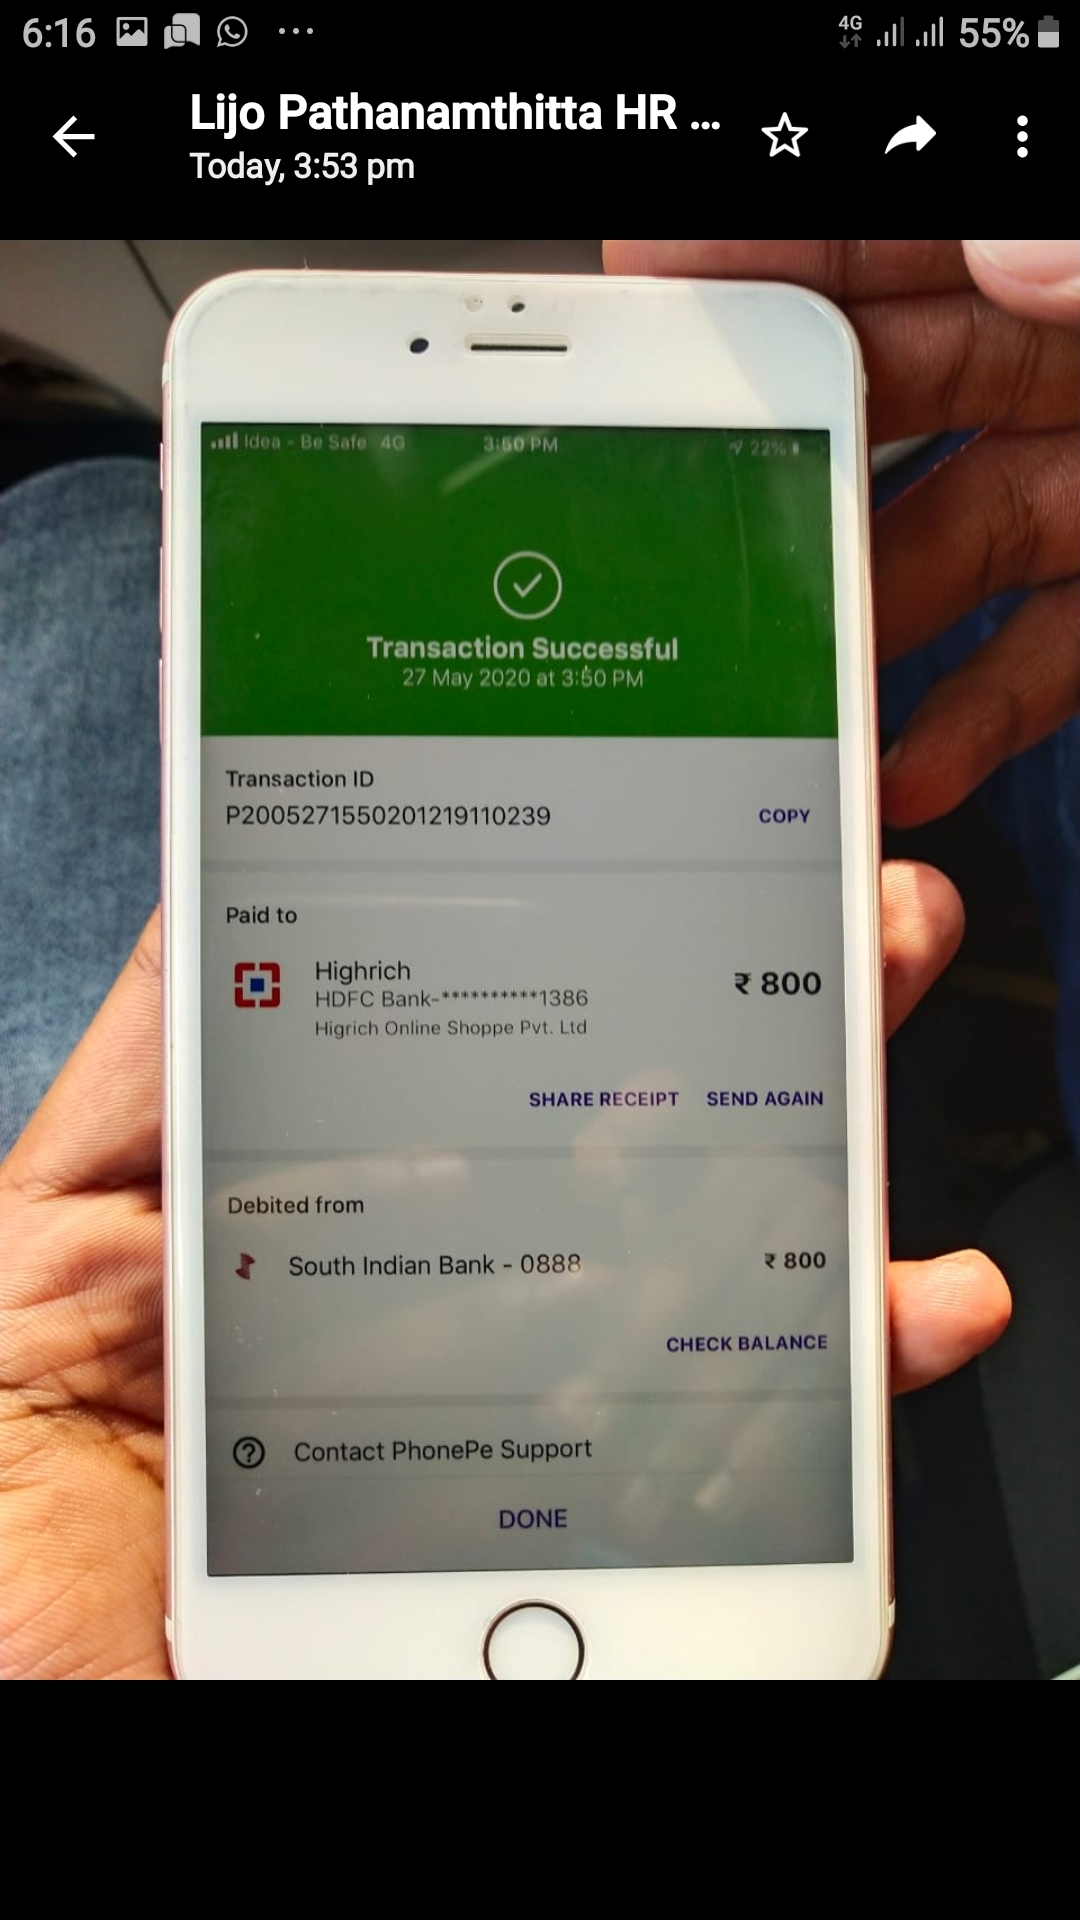 6:16
4G
55%
Lijo Pathanamthitta HR ...
Today, 3:53 pm
Idea - Be Safe 4G
3:50 PM
22%
Transaction Successful
27 May 2020 at 3:50 PM
Transaction ID
P2005271550201219110239
COPY
Paid to
Highrich
₹ 800
HDFC Bank-**********1386
Higrich Online Shoppe Pvt. Ltd
SHARE RECEIPT SEND AGAIN
Debited from
South Indian Bank - 0888
₹ 800
CHECK BALANCE
Contact PhonePe Support
DONE